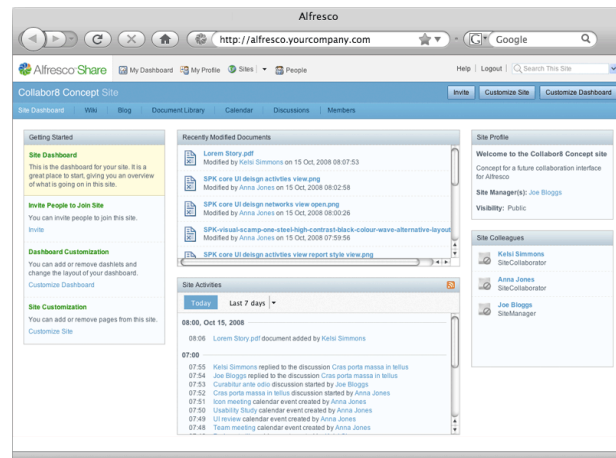 Alfresco
http://alfresco.yourcompany.com
Google
Alfresco Share
My Dashboard
My Profile
Sites
People
Help
Logout
Search This Site
Collabor8 Concept Site
Invite
Customize Site
Customize Dashboard
Site Dashboard
Wiki
Blog
Document Library
Calendar
Discussions
Members
Getting Started
Site Dashboard
This is the dashboard for your site. It is a
great place to start, giving you an overview
of what is going on in this site.
Invite People to Join Site
You can invite people to join this site.
Invite
Dashboard Customization
You can add or remove dashlets and
change the layout of your dashboard.
Customize Dashboard
Site Customization
You can add or remove pages from this site.
Customize Site
Recently Modified Documents
Lorem Story.pdf
Modified by Kelsi Simmons on 15 Oct, 2008 08:07:53
SPK core UI deisgn activties view.png
Modified by Anna Jones on 15 Oct, 2008 08:02:58
SPK core UI deisgn networks view open.png
Modified by Anna Jones on 15 Oct, 2008 08:00:26
SPK-visual-scamp-one-steel-high-contrast-black-colour-wave-alternative-layout
Modified by Anna Jones on 15 Oct, 2008 07:59:56
SPK core UI deisgn activties view report style view.png
Site Activities
Today
Last 7 days
08:00, Oct 15, 2008
08:06 Lorem Story.pdf document added by Kelsi Simmons
07:00
07:55 Kelsi Simmons replied to the discussion Cras porta massa in tellus
07:54 Joe Bloggs replied to the discussion Cras porta massa in tellus
07:53 Curabitur ante odio discussion started by Joe Bloggs
07:52 Cras porta massa in tellus discussion started by Anna Jones
07:51 Icon meeting calendar event created by Anna Jones
07:50 Usability Study calendar event created by Anna Jones
07:49 UI review calendar event created by Anna Jones
07:48 Team meeting calendar event created by Anna Jones
Site Profile
Welcome to the Collabor8 Concept site
Concept for a future collaboration interface
for Alfresco
Site Manager(s): Joe Bloggs
Visibility: Public
Site Colleagues
Kelsi Simmons
SiteCollaborator
Anna Jones
SiteCollaborator
Joe Bloggs
SiteManager